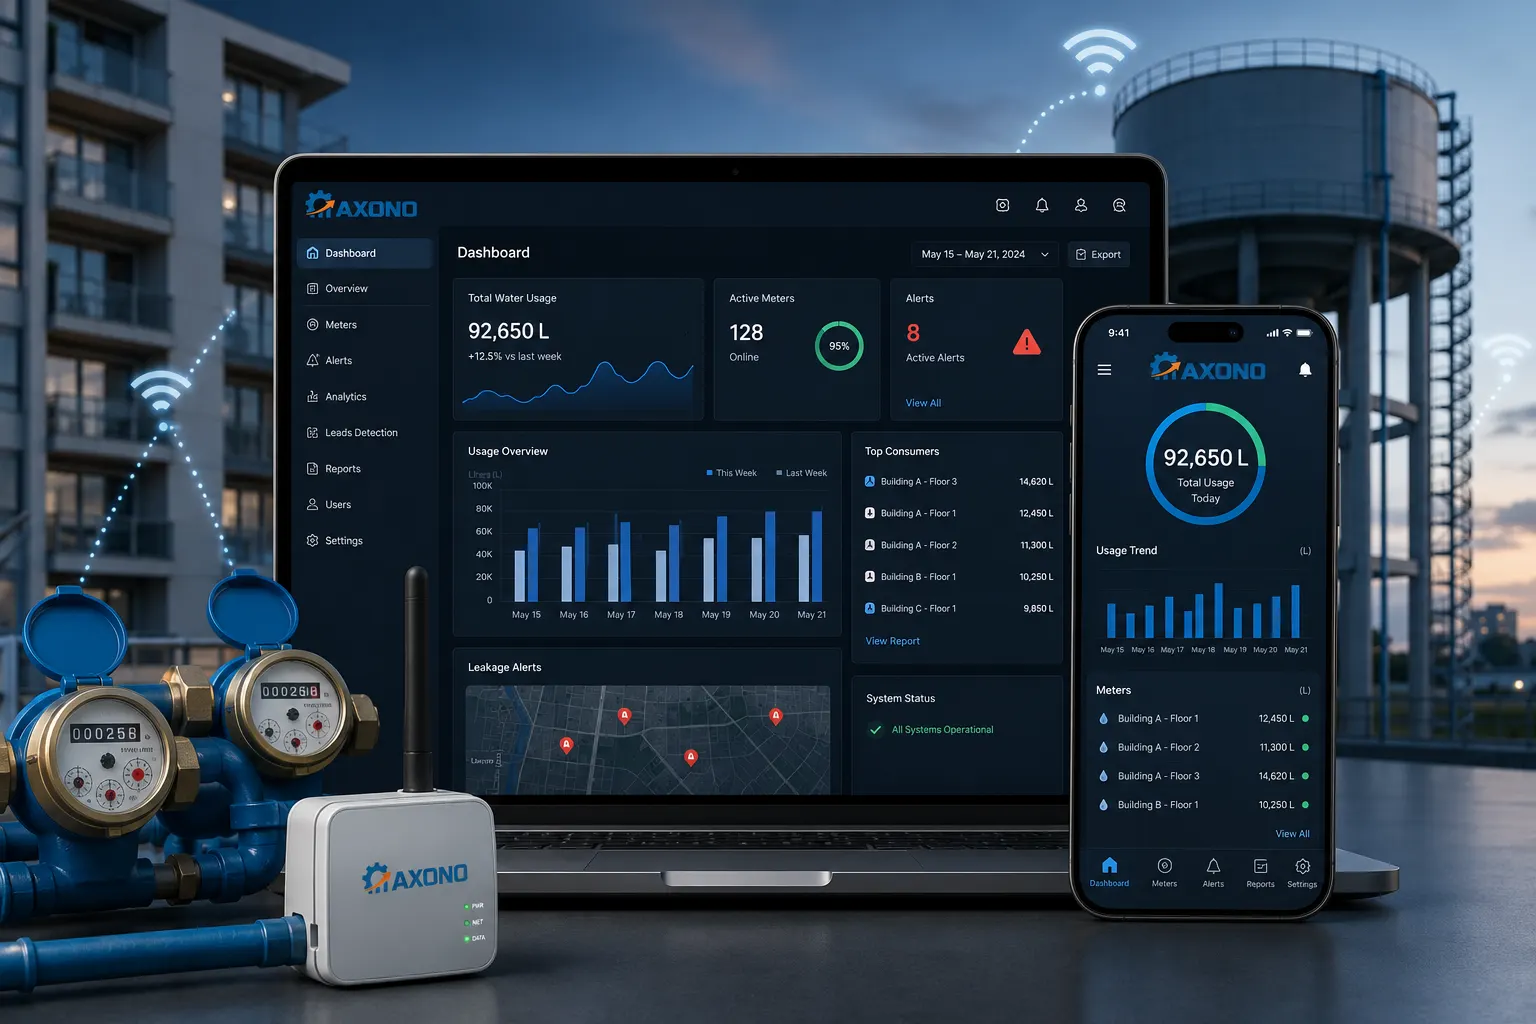 AXONO
Dashboard
Overview
Meters
Alerts
Analytics
Leads Detection
Reports
Users
Settings
Dashboard
May 15 – May 21, 2024
Export
Total Water Usage
92,650 L
+12.5% vs last week
Active Meters
128
Online
95%
Alerts
8
Active Alerts
View All
Usage Overview
This Week
Last Week
100K
80K
60K
40K
20K
0
May 15 May 16 May 17 May 18 May 19 May 20 May 21
Top Consumers
Building A - Floor 3 14,620 L
Building A - Floor 1 12,450 L
Building A - Floor 2 11,300 L
Building B - Floor 1 10,250 L
Building C - Floor 1 9,850 L
View Report
Leakage Alerts
System Status
All Systems Operational
9:41
AXONO
92,650 L
Total Usage
Today
Usage Trend (L)
May 15 May 16 May 17 May 18 May 19 May 20 May 21
Meters (L)
Building A - Floor 1 12,450 L
Building A - Floor 2 11,300 L
Building A - Floor 3 14,620 L
Building B - Floor 1 10,250 L
View All
Dashboard
Meters
Alerts
Reports
Settings
000256
000268
AXONO
PWR
NET
DATA